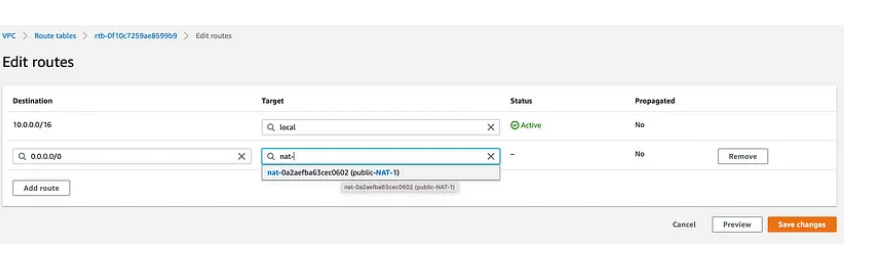 VPC > Route tables > rtb-0f10c7259ae8599b9 > Edit routes
Edit routes
Destination Target Status Propagated
10.0.0.0/16 local Active No
0.0.0.0/0 nat- – No Remove
nat-0a2aefba63cec0602 (public-NAT-1)
nat-0a2aefba63cec0602 (public-NAT-1)
Add route
Cancel Preview Save changes